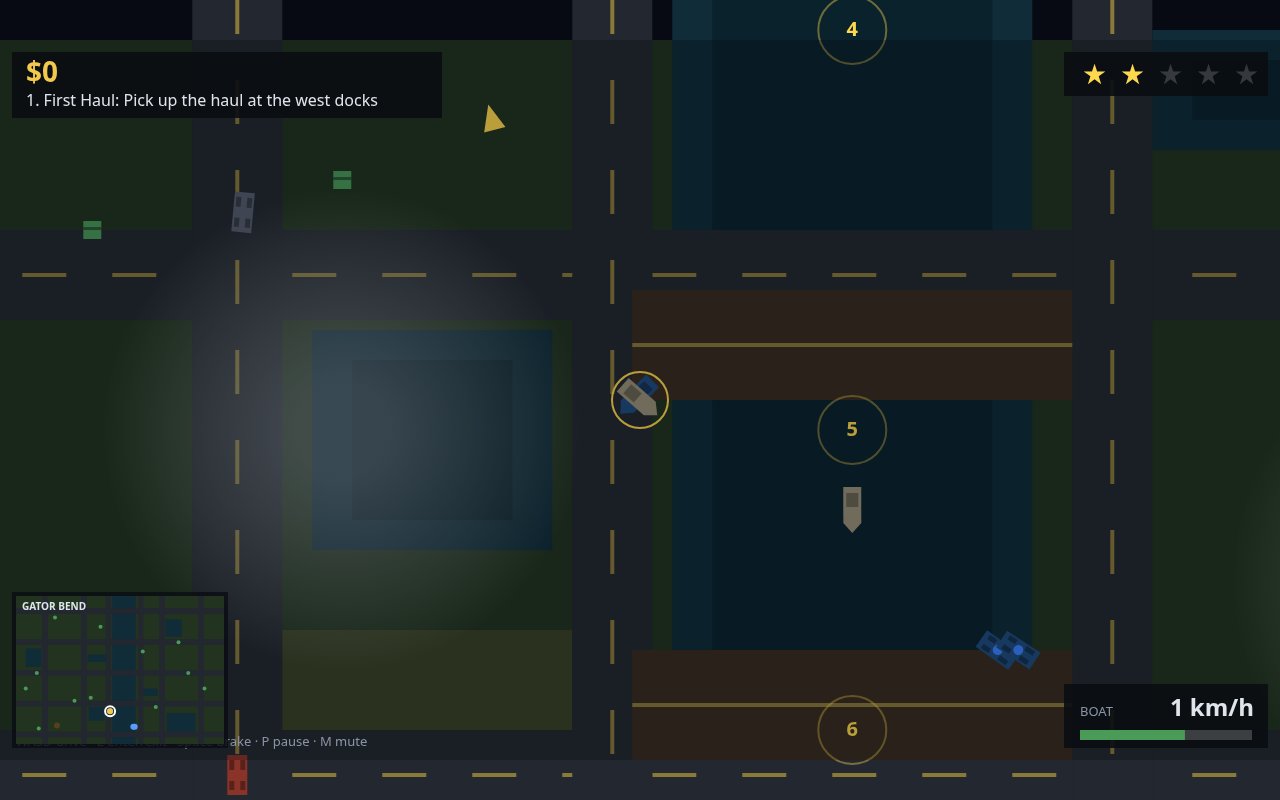 4
$0
1. First Haul: Pick up the haul at the west docks
5
GATOR BEND
6
BOAT 1 km/h
brake · P pause · M mute